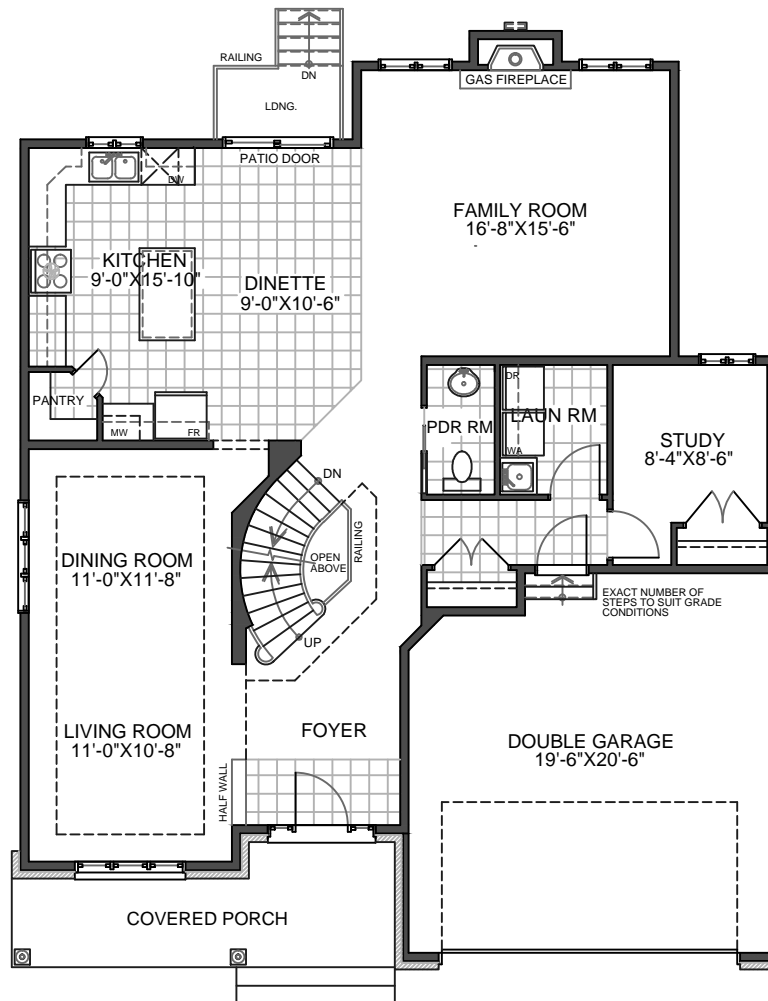 RAILING
DN
LDNG.
GAS FIREPLACE
PATIO DOOR
DW
FAMILY ROOM
16'-8"X15'-6"
KITCHEN
9'-0"X15'-10"
DINETTE
9'-0"X10'-6"
PANTRY
MW
FR
DR
PDR RM
LAUN RM
WA
STUDY
8'-4"X8'-6"
DN
RAILING
OPEN
ABOVE
DINING ROOM
11'-0"X11'-8"
EXACT NUMBER OF
STEPS TO SUIT GRADE
CONDITIONS
UP
LIVING ROOM
11'-0"X10'-8"
FOYER
DOUBLE GARAGE
19'-6"X20'-6"
HALF WALL
COVERED PORCH